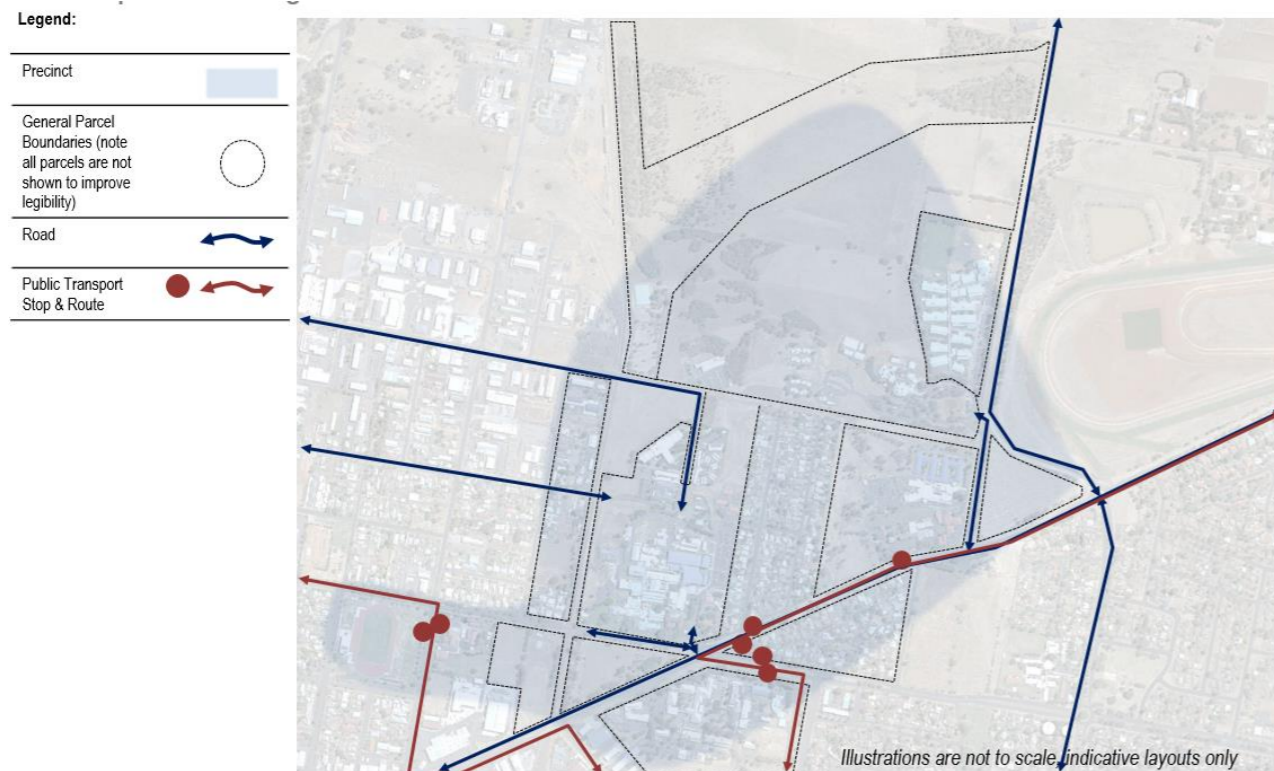 Legend:
Precinct
General Parcel
Boundaries (note
all parcels are not
shown to improve
legibility)
Road
Public Transport
Stop & Route
Illustrations are not to scale, indicative layouts only